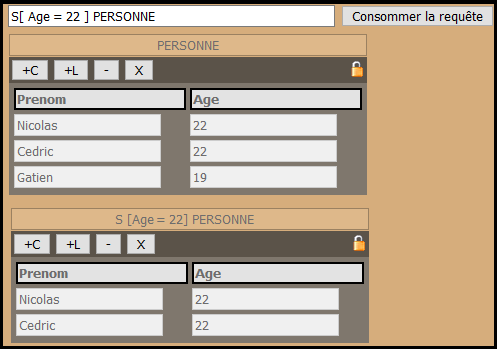 S[ Age = 22 ] PERSONNE Consommer la requête
PERSONNE
+C +L - X
Prenom Age
Nicolas 22
Cedric 22
Gatien 19
S [Age = 22] PERSONNE
+C +L - X
Prenom Age
Nicolas 22
Cedric 22